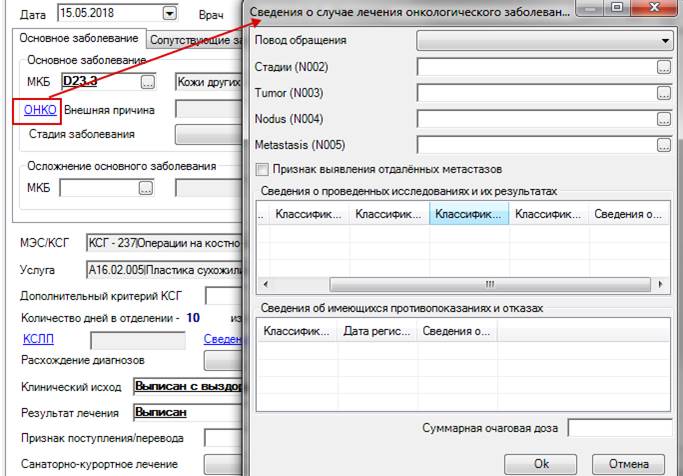 Дата 15.05.2018 Врач
Основное заболевание Сопутствующие за
Основное заболевание
МКБ D23.3 ... Кожи других
ОНКО Внешняя причина
Стадия заболевания
Осложнение основного заболевания
МКБ ...
МЭС/КСГ КСГ - 237|Операции на костно
Услуга A16.02.005|Пластика сухожили
Дополнительный критерий КСГ
Количество дней в отделении - 10 из
КСЛП Сведен
Расхождение диагнозов
Клинический исход Выписан с выздор
Результат лечения Выписан
Признак поступления/перевода
Санаторно-курортное лечение
Сведения о случае лечения онкологического заболеван...
Повод обращения
Стадии (N002) ...
Tumor (N003) ...
Nodus (N004) ...
Metastasis (N005) ...
Признак выявления отдалённых метастазов
Сведения о проведенных исследованиях и их результатах
.. Классифик... Классифик... Классифик... Классифик... Сведения о...
Сведения об имеющихся противопоказаниях и отказах
Классифик... Дата регис... Сведения о...
Суммарная очаговая доза
Ok Отмена